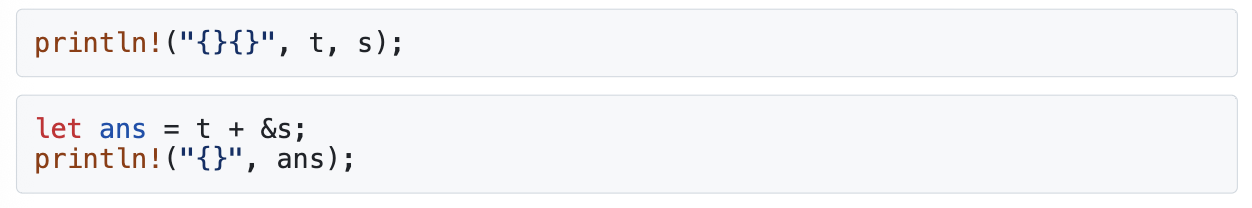 println!("{}{}", t, s);
let ans = t + &s;
println!("{}", ans);